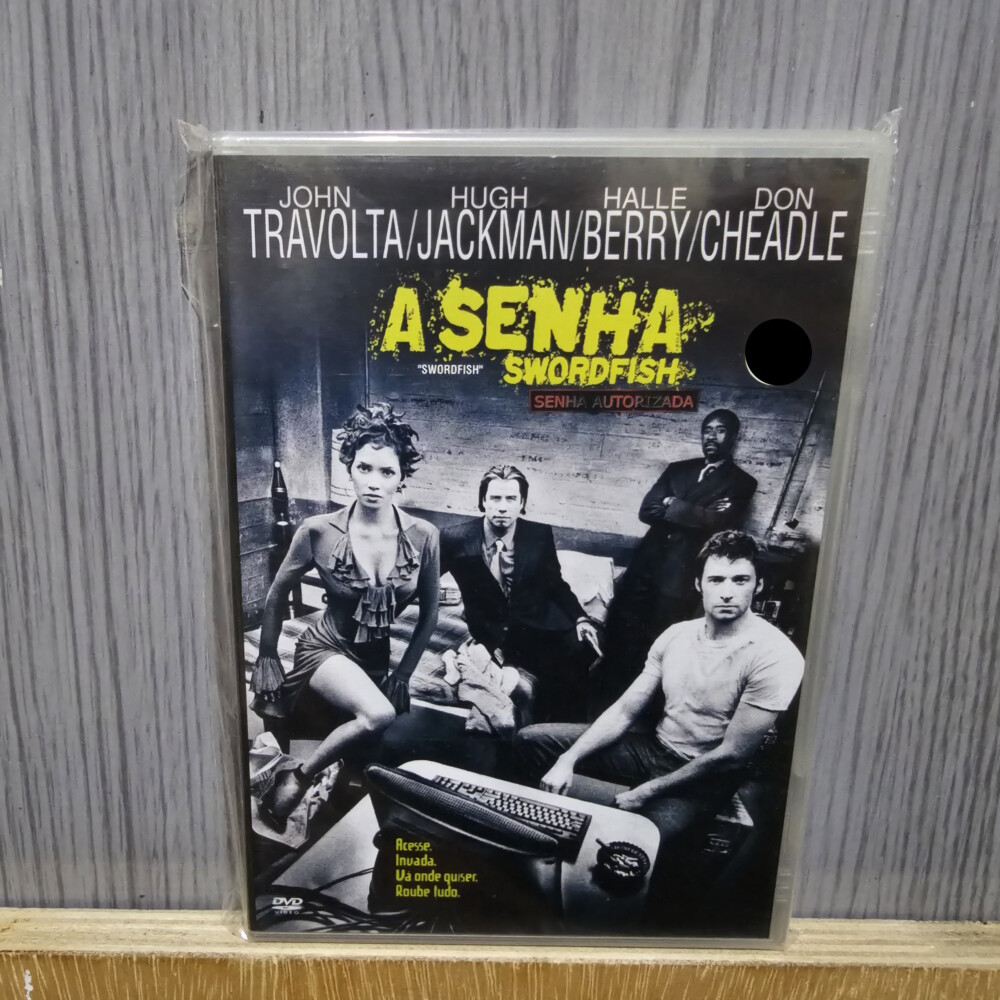 JOHN HUGH HALLE DON
TRAVOLTA/JACKMAN/BERRY/CHEADLE
A SENHA
"SWORDFISH" SWORDFISH
SENHA AUTORIZADA
Acesse.
Invada.
Vá onde quiser.
Roube tudo.
DVD
VIDEO